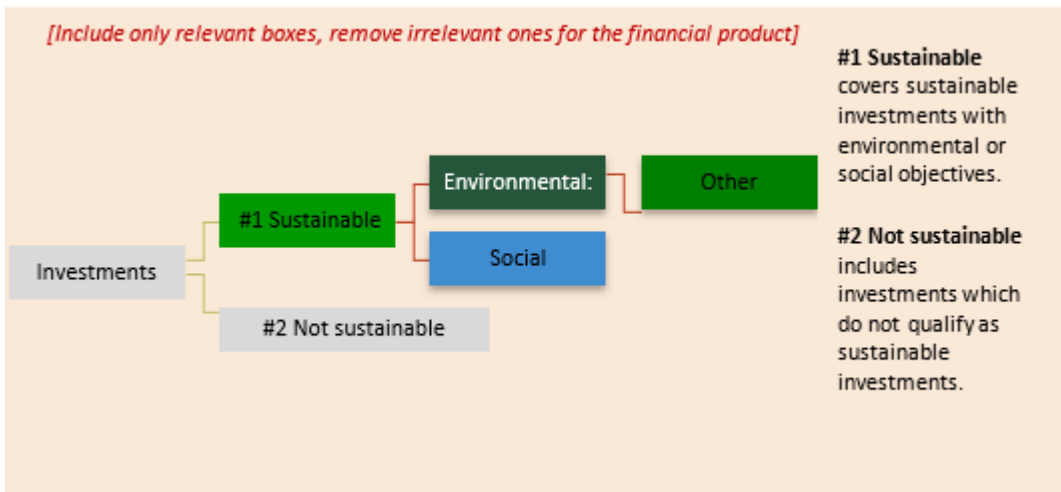 [Include only relevant boxes, remove irrelevant ones for the financial product]
Investments
#1 Sustainable
#2 Not sustainable
Environmental:
Social
Other
#1 Sustainable
covers sustainable
investments with
environmental or
social objectives.
#2 Not sustainable
includes
investments which
do not qualify as
sustainable
investments.